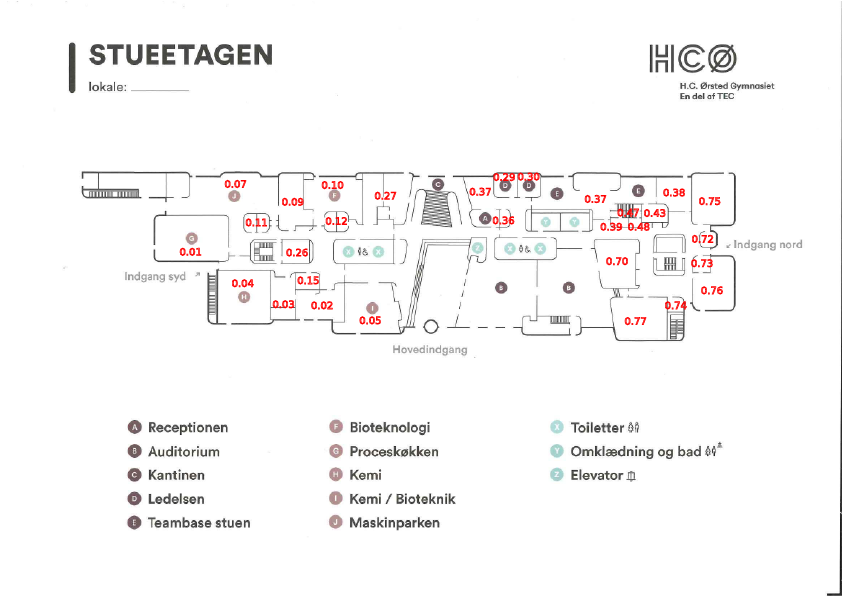 STUEETAGEN
lokale:
HCØ
H.C. Ørsted Gymnasiet
En del af TEC
0.07
J
0.09
0.10
F
0.27
C
0.37
0.29
D
0.30
D
E
0.37
E
0.38
0.75
0.11
0.12
A
0.36
Y
Y
0.47
0.43
0.39
0.48
G
0.01
0.26
X
X
Z
X
X
0.70
0.72
Indgang nord
0.73
Indgang syd
0.04
H
0.15
0.03
0.02
I
0.05
B
B
0.76
0.74
0.77
Hovedindgang
A Receptionen
B Auditorium
C Kantinen
D Ledelsen
E Teambase stuen
F Bioteknologi
G Proceskøkken
H Kemi
I Kemi / Bioteknik
J Maskinparken
X Toiletter
Y Omklædning og bad
Z Elevator